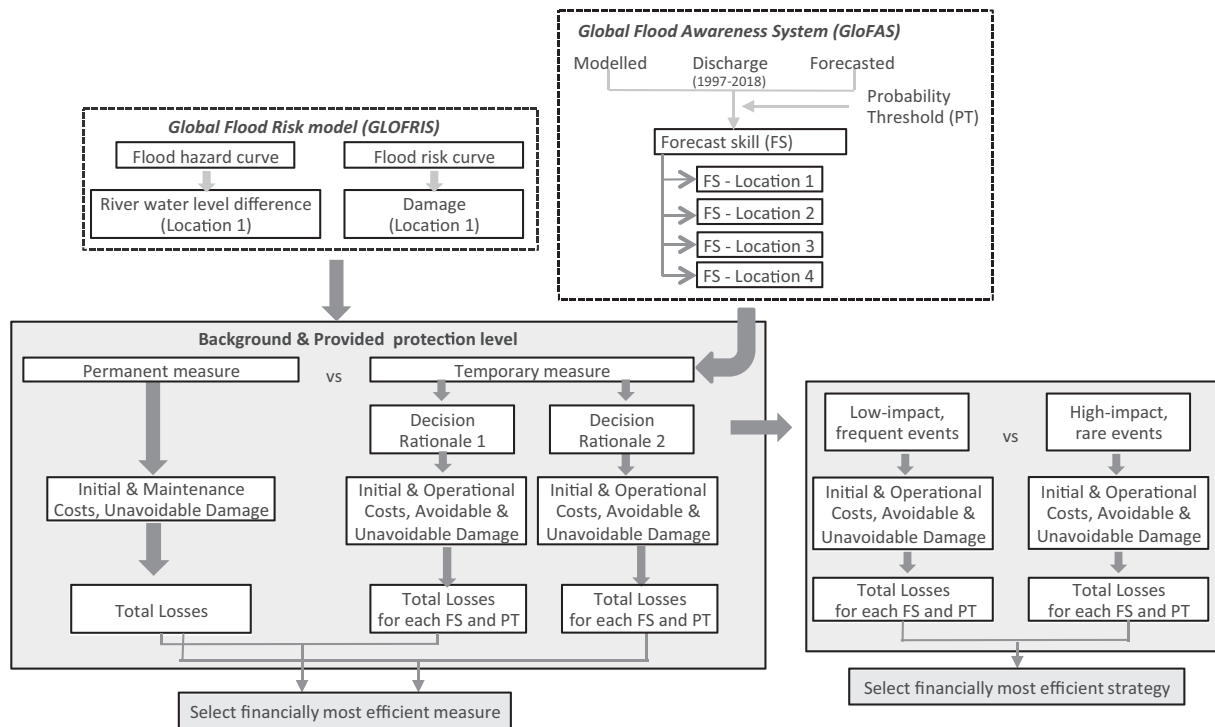 Global Flood Awareness System (GloFAS)
Modelled Discharge Forecasted
(1997-2018)
Probability
Threshold (PT)
Forecast skill (FS)
FS - Location 1
FS - Location 2
FS - Location 3
FS - Location 4
Global Flood Risk model (GLOFRIS)
Flood hazard curve
Flood risk curve
River water level difference
(Location 1)
Damage
(Location 1)
Background & Provided protection level
Permanent measure
vs
Temporary measure
Decision
Rationale 1
Decision
Rationale 2
Initial & Maintenance
Costs, Unavoidable Damage
Initial & Operational
Costs, Avoidable &
Unavoidable Damage
Initial & Operational
Costs, Avoidable &
Unavoidable Damage
Total Losses
Total Losses
for each FS and PT
Total Losses
for each FS and PT
Select financially most efficient measure
Low-impact,
frequent events
vs
High-impact,
rare events
Initial & Operational
Costs, Avoidable &
Unavoidable Damage
Initial & Operational
Costs, Avoidable &
Unavoidable Damage
Total Losses
for each FS and PT
Total Losses
for each FS and PT
Select financially most efficient strategy